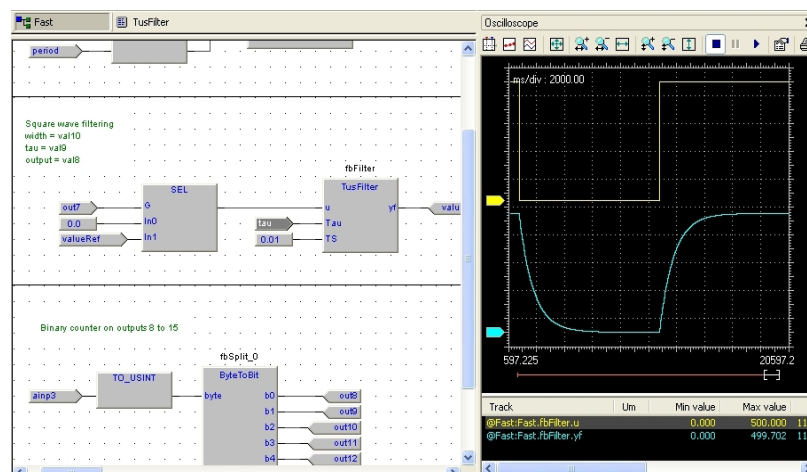 Fast
TusFilter
period
Square wave filtering
width = val10
tau = val9
output = val8
out7
0.0
valueRef
SEL
G
In0
In1
fbFilter
TusFilter
u
Tau
TS
yf
tau
0.01
valu
Binary counter on outputs 8 to 15
ainp3
TO_USINT
fbSplit_0
ByteToBit
byte
b0
b1
b2
b3
b4
out8
out9
out10
out11
out12
Oscilloscope
ms/div : 2000.00
597.225
20597.2
Track Um Min value Max value
@Fast:Fast.fbFilter.u 0.000 500.000 11
@Fast:Fast.fbFilter.yf 0.000 499.702 11